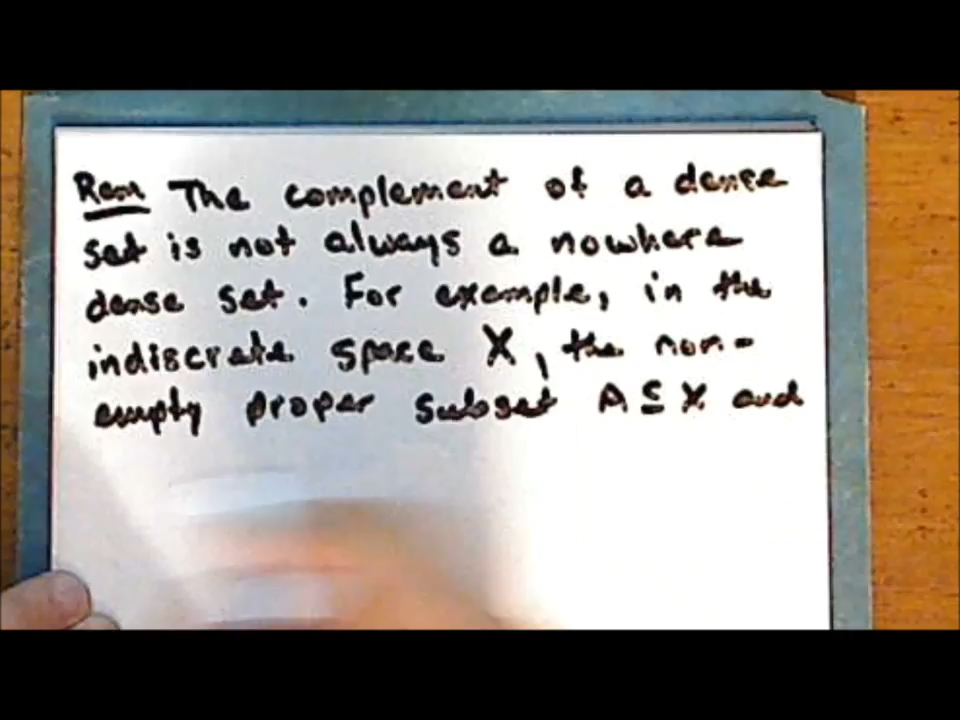 Rem The complement of a dense
set is not always a nowhere
dense set. For example, in the
indiscrete space X, the non-
empty proper subset A ⊆ X and